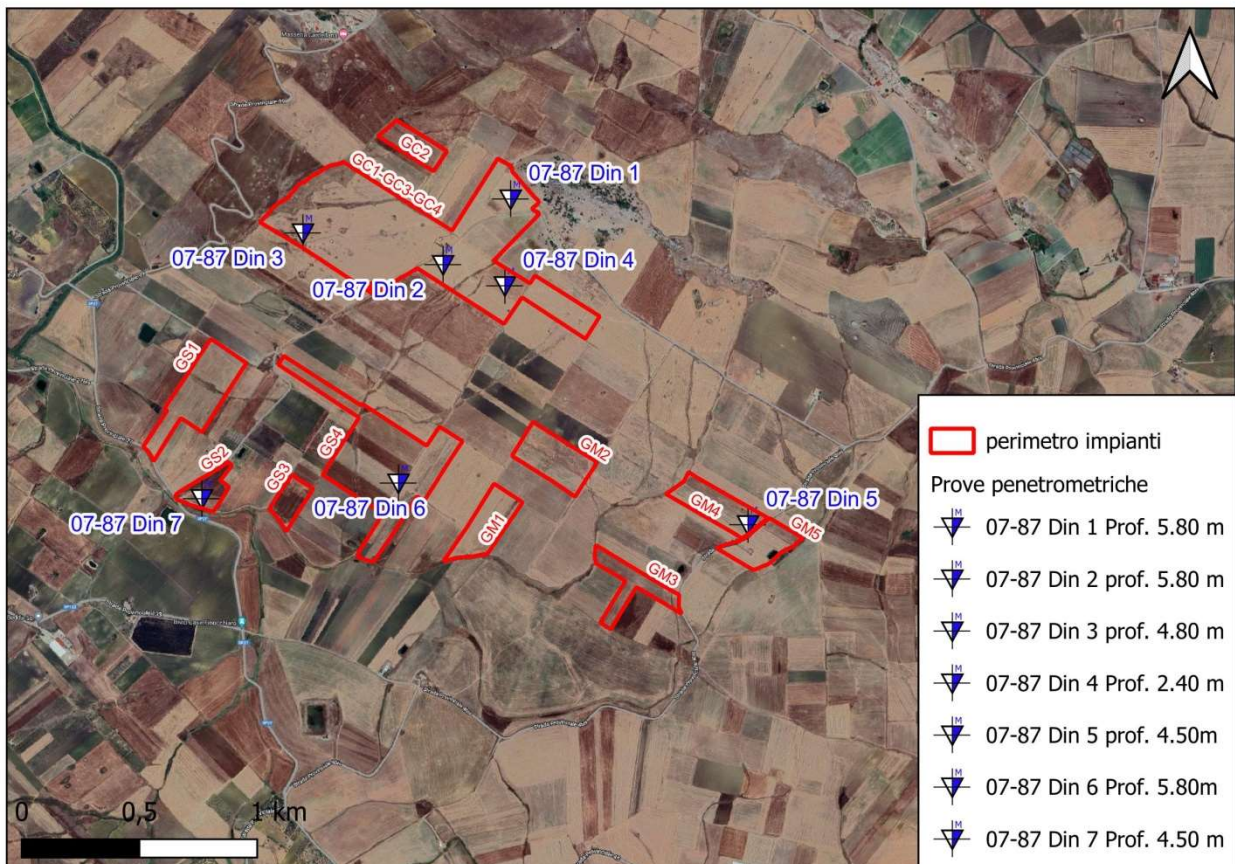 GC2
GC1-GC3-GC4
M
07-87 Din 1
M
07-87 Din 3
M
07-87 Din 2
07-87 Din 4
GS1
GS2
GS3
GS4
M
07-87 Din 7
07-87 Din 6
GM1
GM2
GM4
07-87 Din 5
GM5
GM3
0
0,5
1 km
perimetro impianti
Prove penetrometriche
M
07-87 Din 1 Prof. 5.80 m
M
07-87 Din 2 prof. 5.80 m
M
07-87 Din 3 prof. 4.80 m
M
07-87 Din 4 Prof. 2.40 m
M
07-87 Din 5 prof. 4.50m
M
07-87 Din 6 Prof. 5.80m
M
07-87 Din 7 Prof. 4.50 m